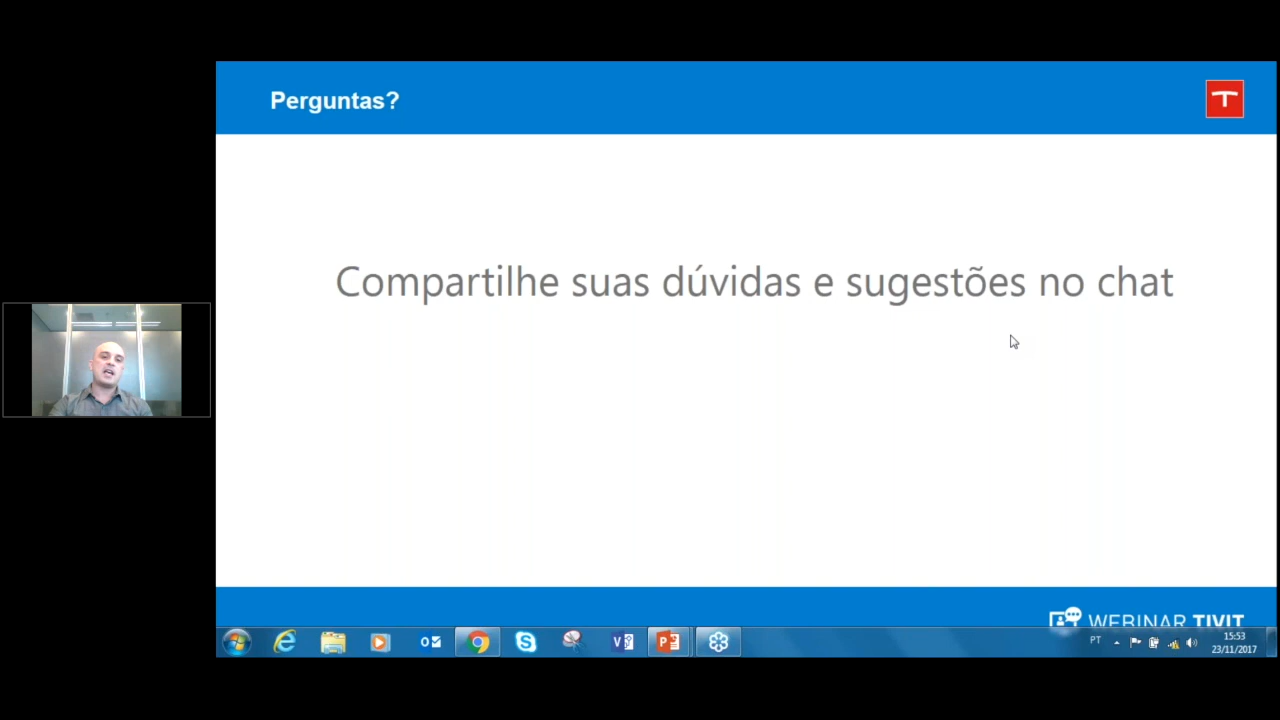 Perguntas?
Compartilhe suas dúvidas e sugestões no chat
WEBINAR TIVIT
PT
15:53
23/11/2017